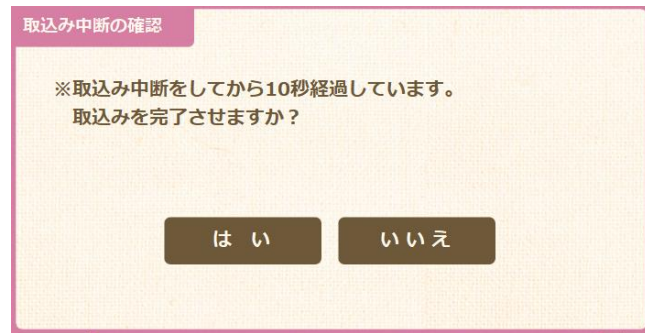 取込み中断の確認
※取込み中断をしてから10秒経過しています。
取込みを完了させますか？
はい
いいえ